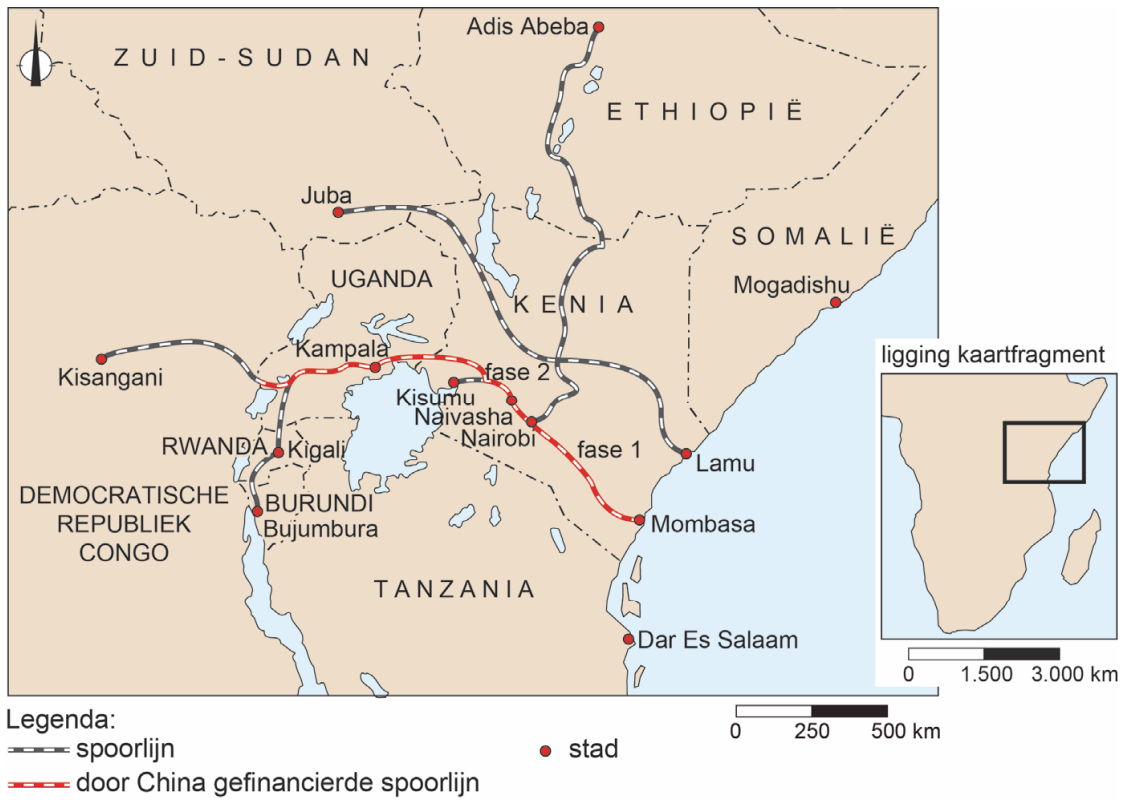 Adis Abeba
ZUID-SUDAN
ETHIOPIË
Juba
SOMALIË
UGANDA
Mogadishu
KENIA
Kampala
ligging kaartfragment
Kisangani
fase 2
Kisumu
Naivasha
Nairobi
RWANDA
Kigali
fase 1
Lamu
DEMOCRATISCHE
REPUBLIEK
CONGO
BURUNDI
Bujumbura
Mombasa
TANZANIA
Dar Es Salaam
0 1.500 3.000 km
Legenda:
0 250 500 km
spoorlijn
stad
door China gefinancierde spoorlijn